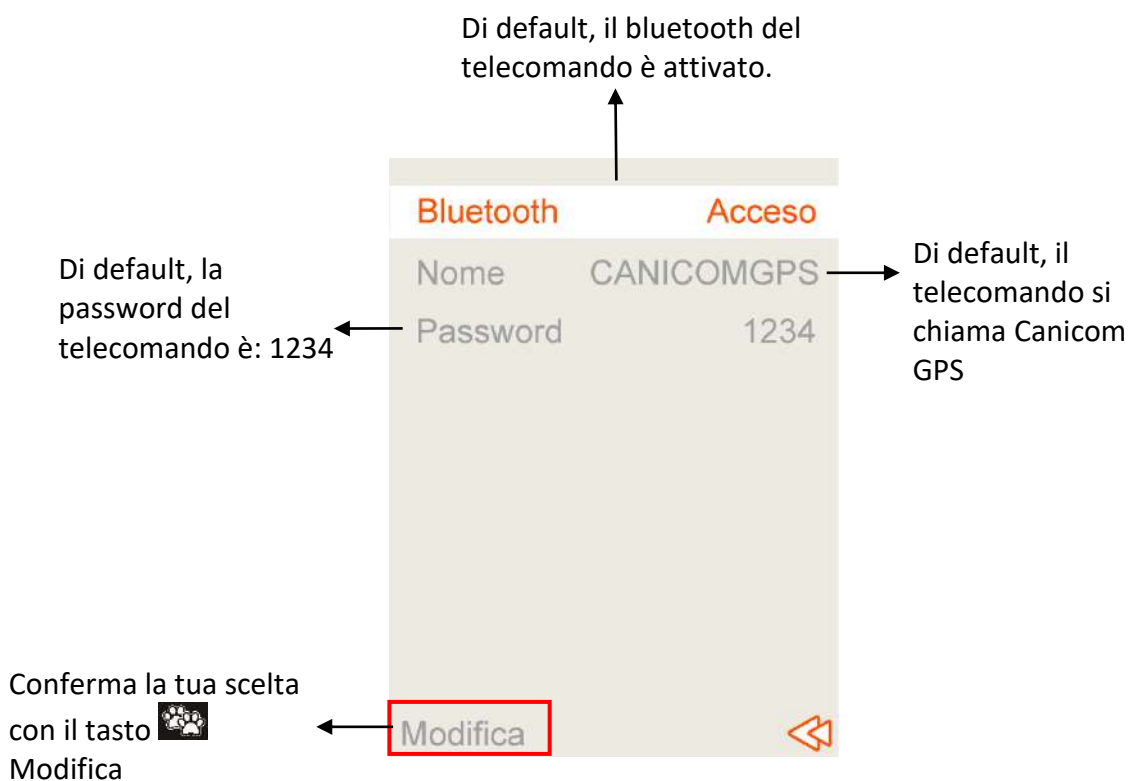 Di default, il bluetooth del
telecomando è attivato.
Bluetooth Acceso
Nome CANICOMGPS
Password 1234
Di default, la
password del
telecomando è: 1234
Di default, il
telecomando si
chiama Canicom
GPS
Conferma la tua scelta
con il tasto
Modifica
Modifica